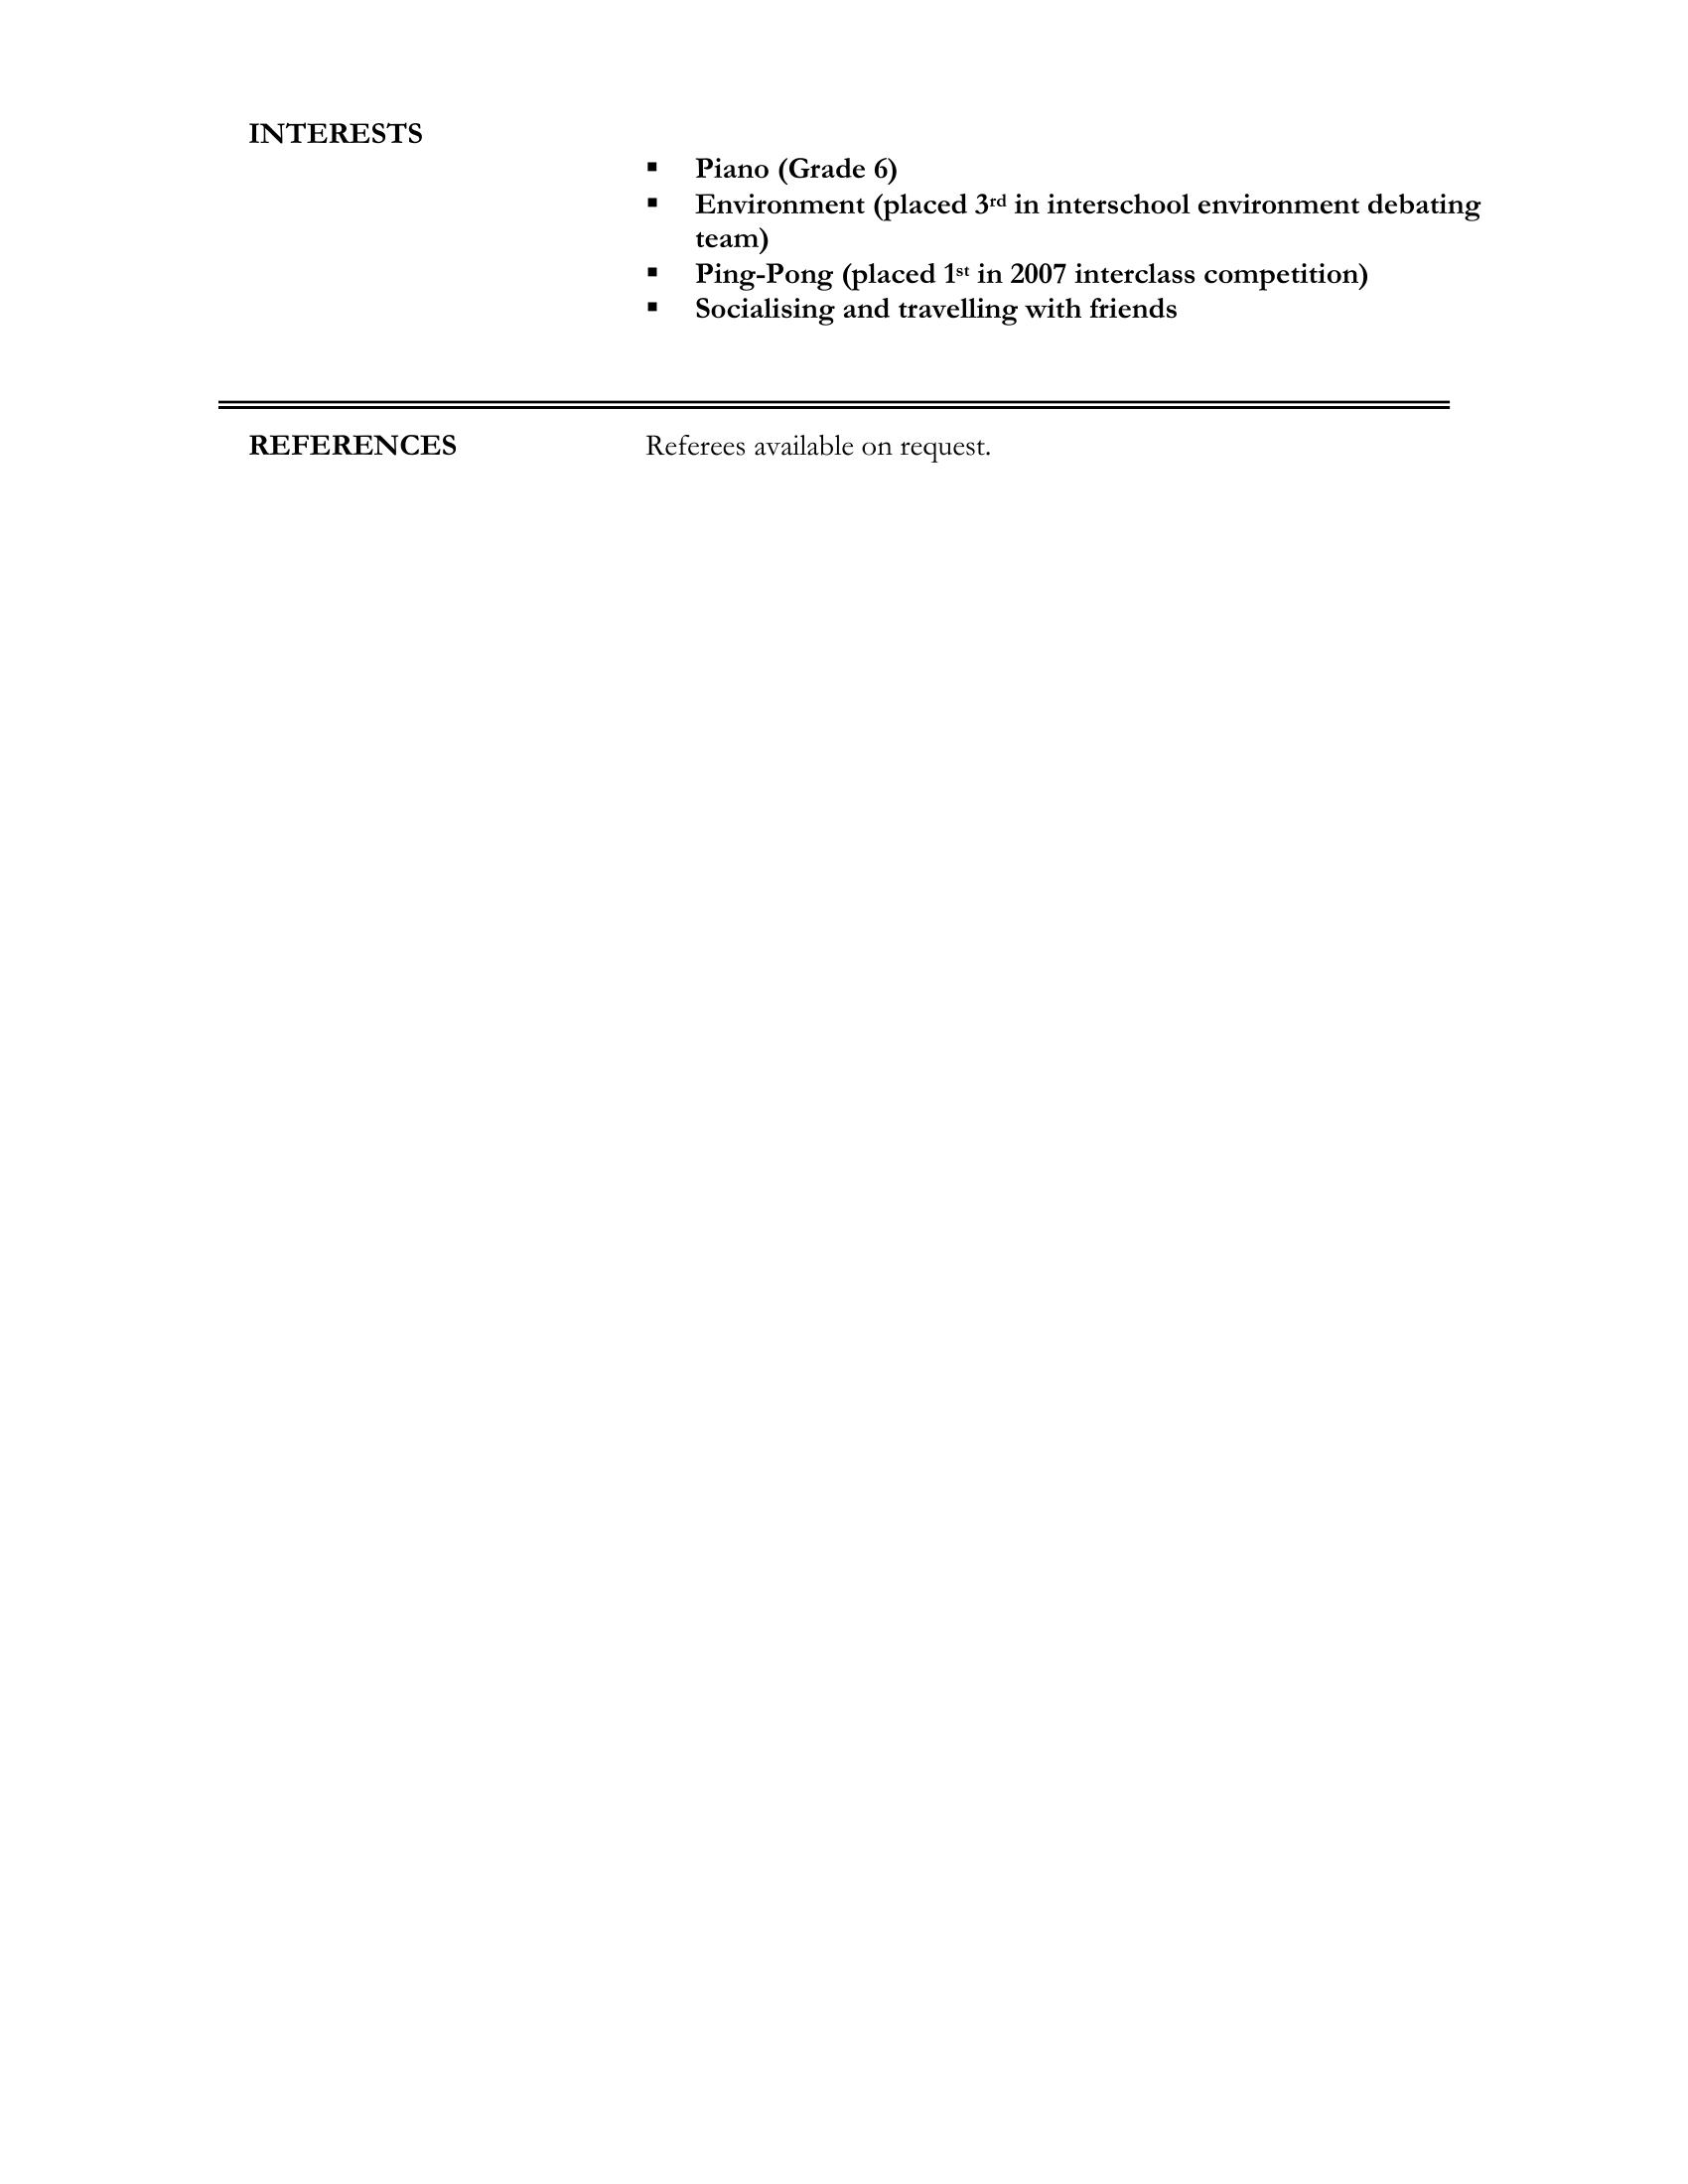 INTERESTS
▪ Piano (Grade 6)
▪ Environment (placed 3rd in interschool environment debating
team)
▪ Ping-Pong (placed 1st in 2007 interclass competition)
▪ Socialising and travelling with friends
REFERENCES Referees available on request.